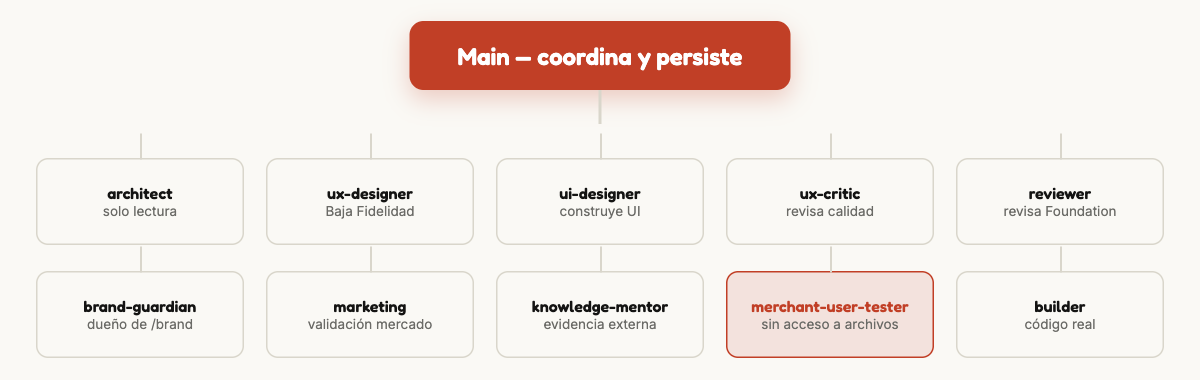 Main — coordina y persiste
architect
solo lectura
ux-designer
Baja Fidelidad
ui-designer
construye UI
ux-critic
revisa calidad
reviewer
revisa Foundation
brand-guardian
dueño de /brand
marketing
validación mercado
knowledge-mentor
evidencia externa
merchant-user-tester
sin acceso a archivos
builder
código real